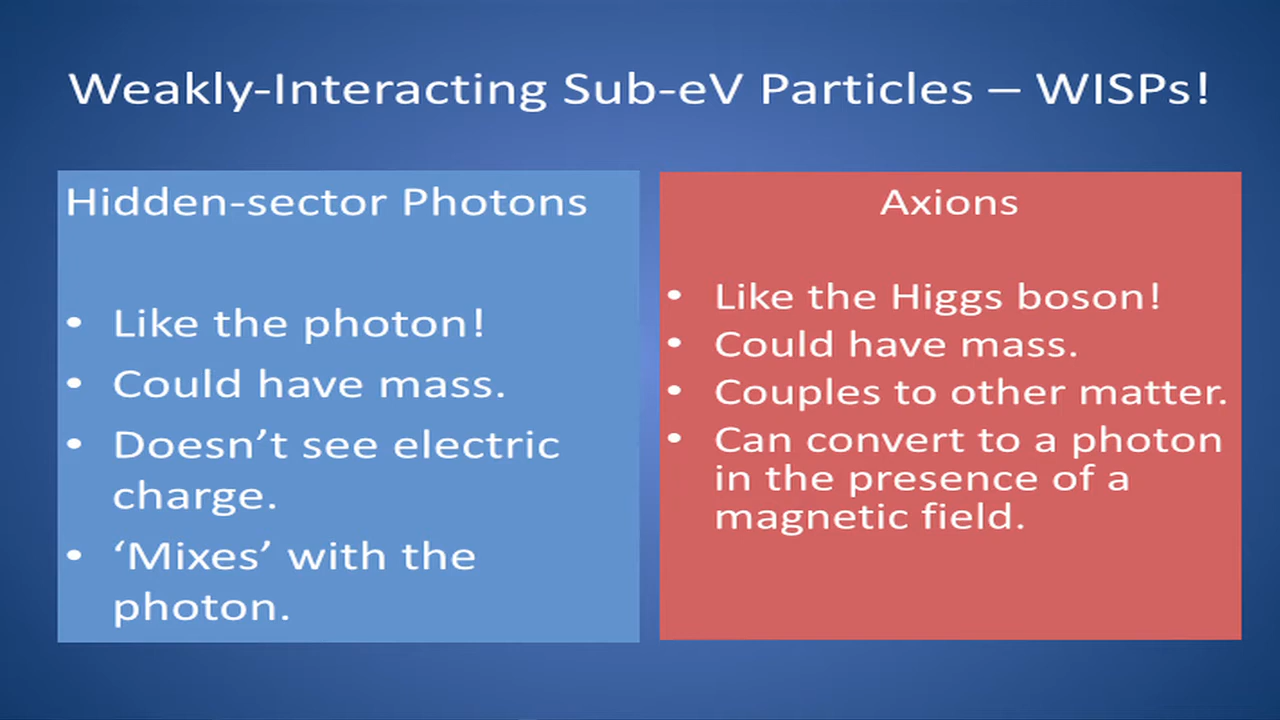 Weakly-Interacting Sub-eV Particles – WISPs!
Hidden-sector Photons
• Like the photon!
• Could have mass.
• Doesn’t see electric
charge.
• ‘Mixes’ with the
photon.
Axions
• Like the Higgs boson!
• Could have mass.
• Couples to other matter.
• Can convert to a photon
in the presence of a
magnetic field.